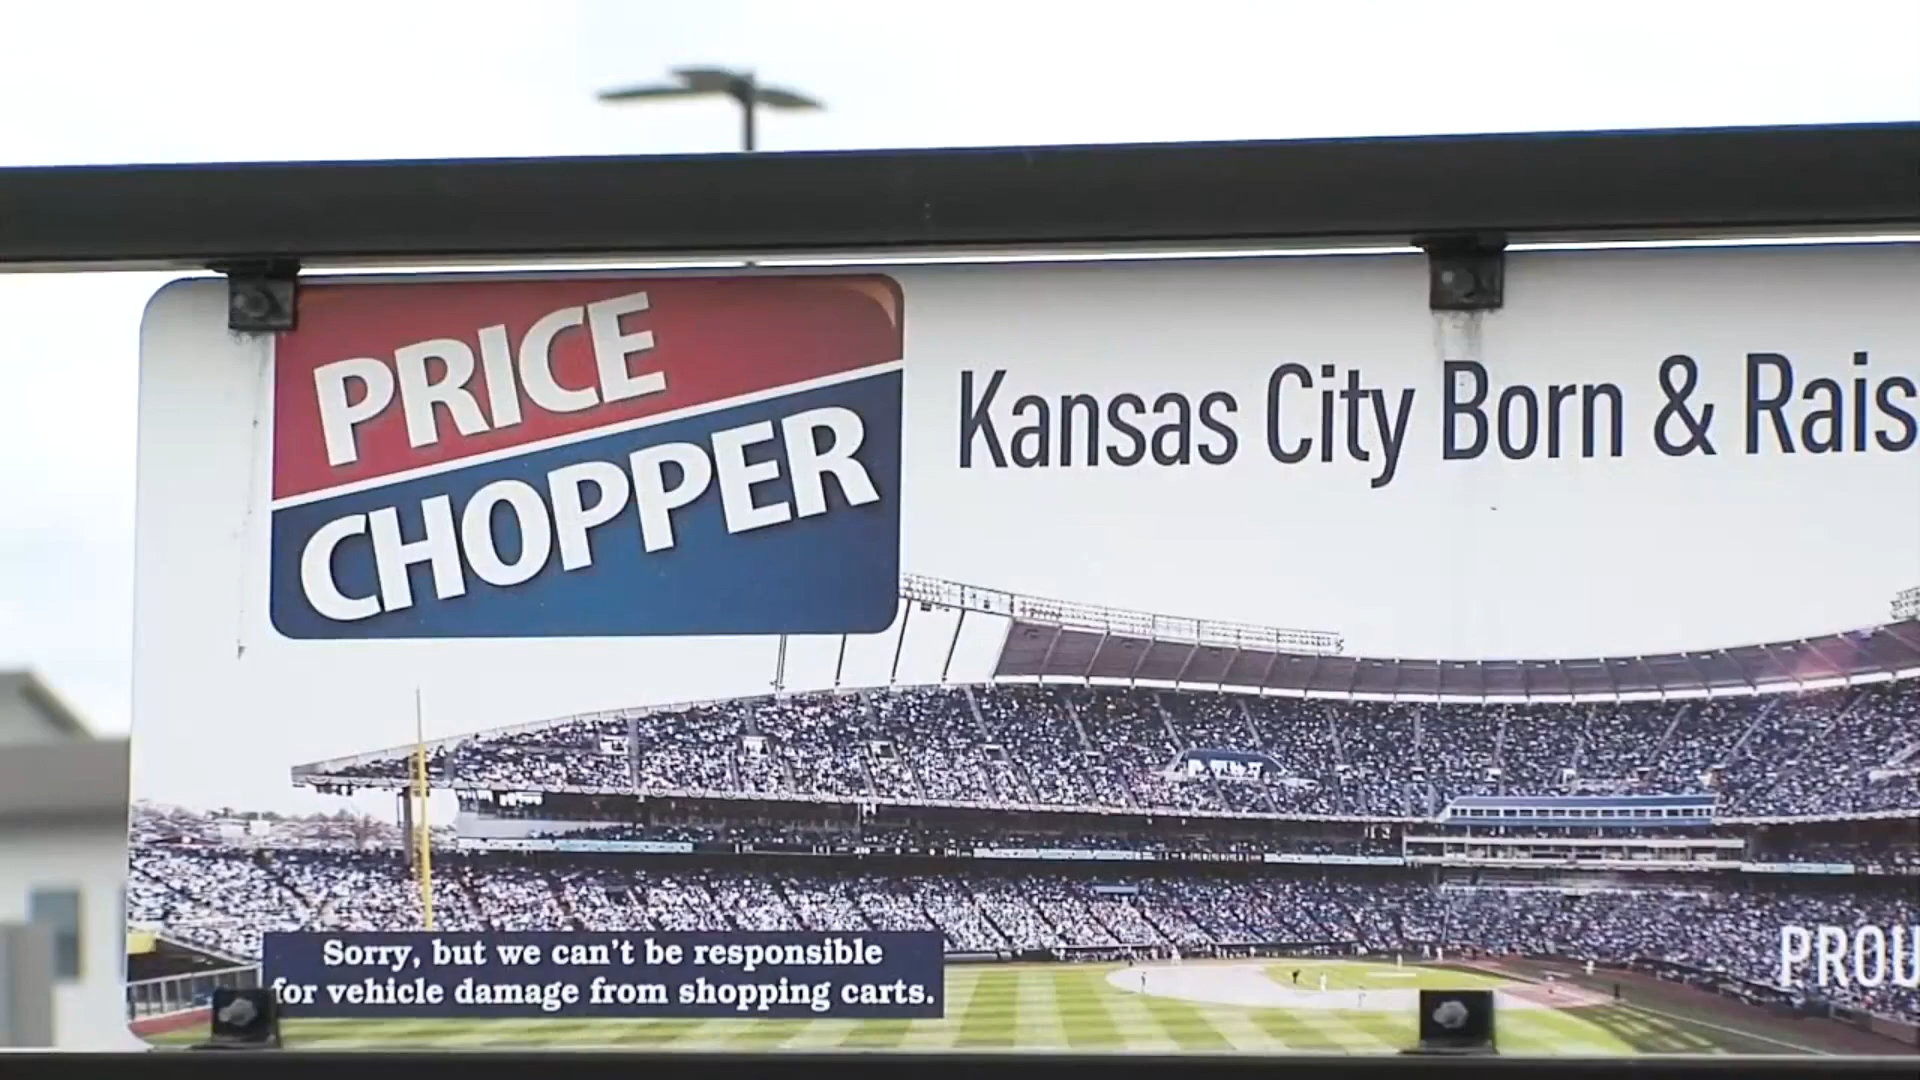 PRICE
CHOPPER
Kansas City Born & Rais
Sorry, but we can't be responsible
for vehicle damage from shopping carts.
PROU